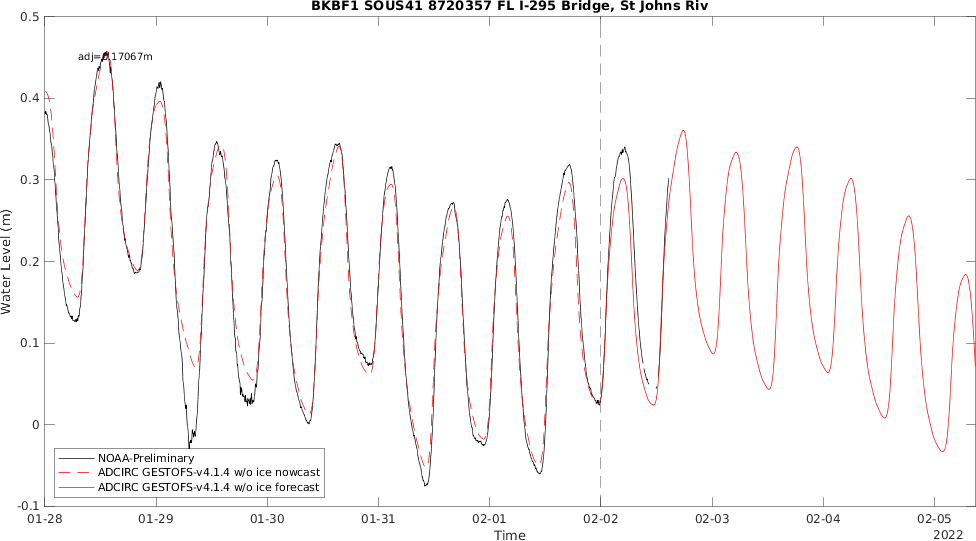 BKBF1 SOUS41 8720357 FL I-295 Bridge, St Johns Riv
0.5
adj=0.17067m
0.4
0.3
0.2
0.1
0
-0.1
Water Level (m)
NOAA-Preliminary
ADCIRC GESTOFS-v4.1.4 w/o ice nowcast
ADCIRC GESTOFS-v4.1.4 w/o ice forecast
01-28 01-29 01-30 01-31 02-01 02-02 02-03 02-04 02-05
Time 2022